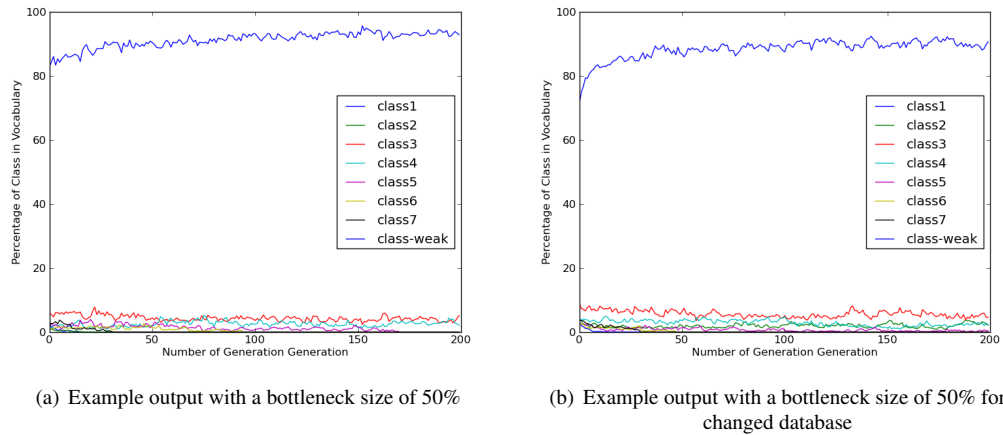 100
80
60
40
20
0
Percentage of Class in Vocabulary
class1
class2
class3
class4
class5
class6
class7
class-weak
0 50 100 150 200
Number of Generation Generation
(a) Example output with a bottleneck size of 50%
100
80
60
40
20
0
Percentage of Class in Vocabulary
class1
class2
class3
class4
class5
class6
class7
class-weak
0 50 100 150 200
Number of Generation Generation
(b) Example output with a bottleneck size of 50% for
changed database